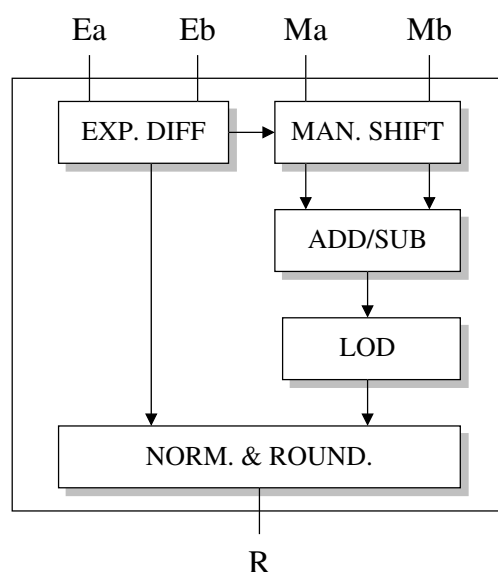 Ea Eb Ma Mb
EXP. DIFF MAN. SHIFT
ADD/SUB
LOD
NORM. & ROUND.
R